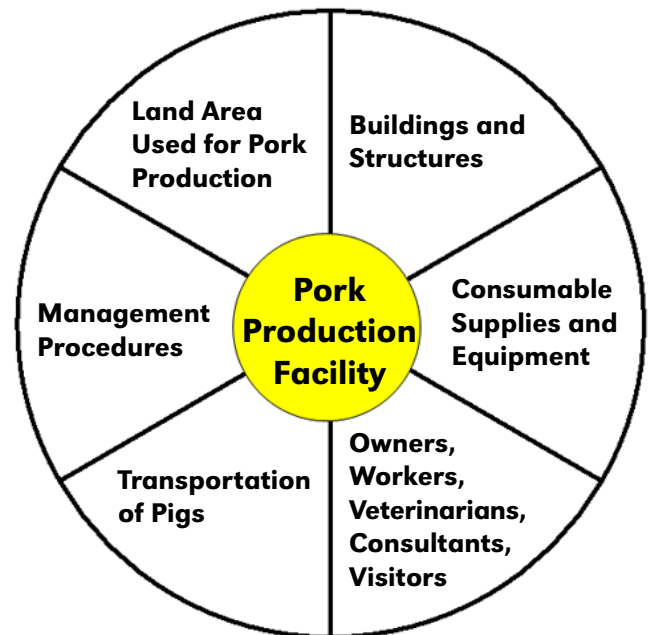 Land Area
Used for Pork
Production
Buildings and
Structures
Management
Procedures
Pork
Production
Facility
Consumable
Supplies and
Equipment
Transportation
of Pigs
Owners,
Workers,
Veterinarians,
Consultants,
Visitors